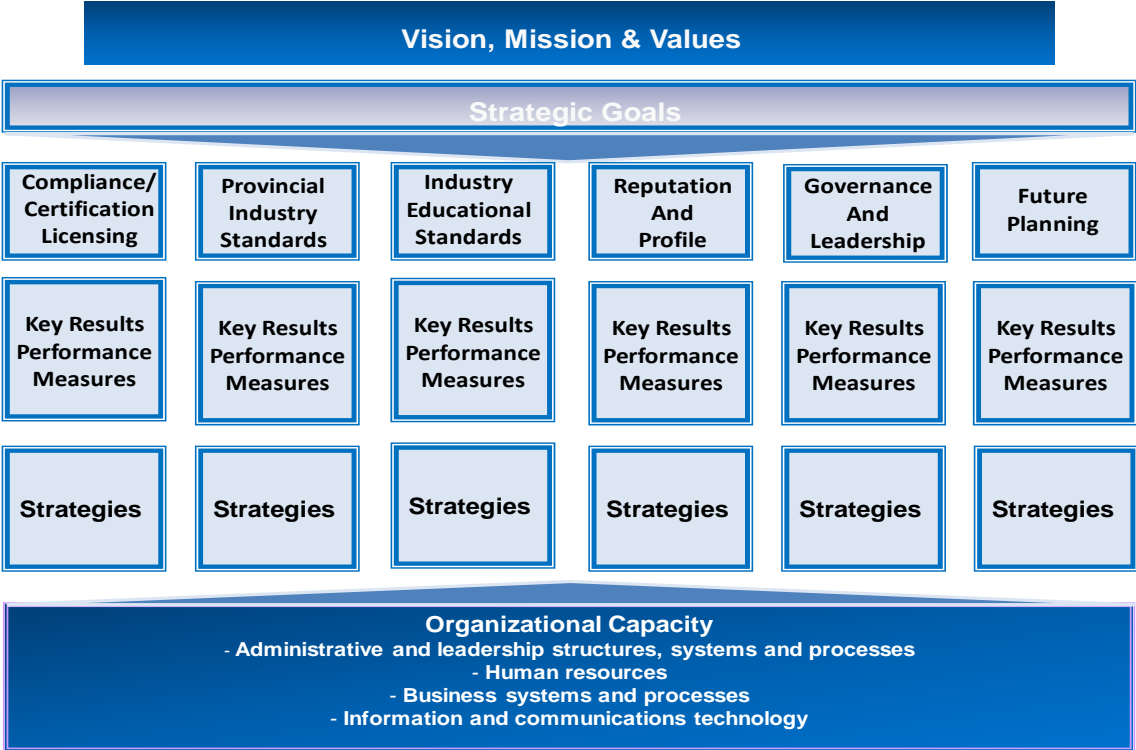 Vision, Mission & Values
Strategic Goals
Compliance/
Certification
Licensing
Provincial
Industry
Standards
Industry
Educational
Standards
Reputation
And
Profile
Governance
And
Leadership
Future
Planning
Key Results
Performance
Measures
Key Results
Performance
Measures
Key Results
Performance
Measures
Key Results
Performance
Measures
Key Results
Performance
Measures
Key Results
Performance
Measures
Strategies
Strategies
Strategies
Strategies
Strategies
Strategies
Organizational Capacity
- Administrative and leadership structures, systems and processes
- Human resources
- Business systems and processes
- Information and communications technology